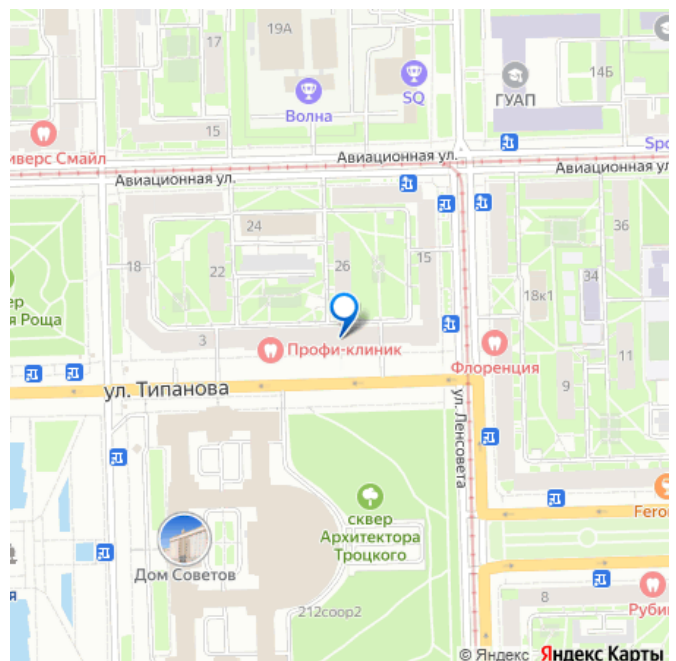 19А
17
Волна
SQ
ГУАП
14Б
15
иверс Смайл
Spo
Авиационная ул.
Авиационная ул
Авиационная ул.
24
36
18
22
26
15
34
18к1
ер
я Роща
3
Профи-клиник
Флоренция
11
9
ул. Типанова
ул. Ленсовета
сквер
Архитектора
Троцкого
Feroi
Дом Советов
я
212соор2
8
Руби
© Яндекс Яндекс Карты